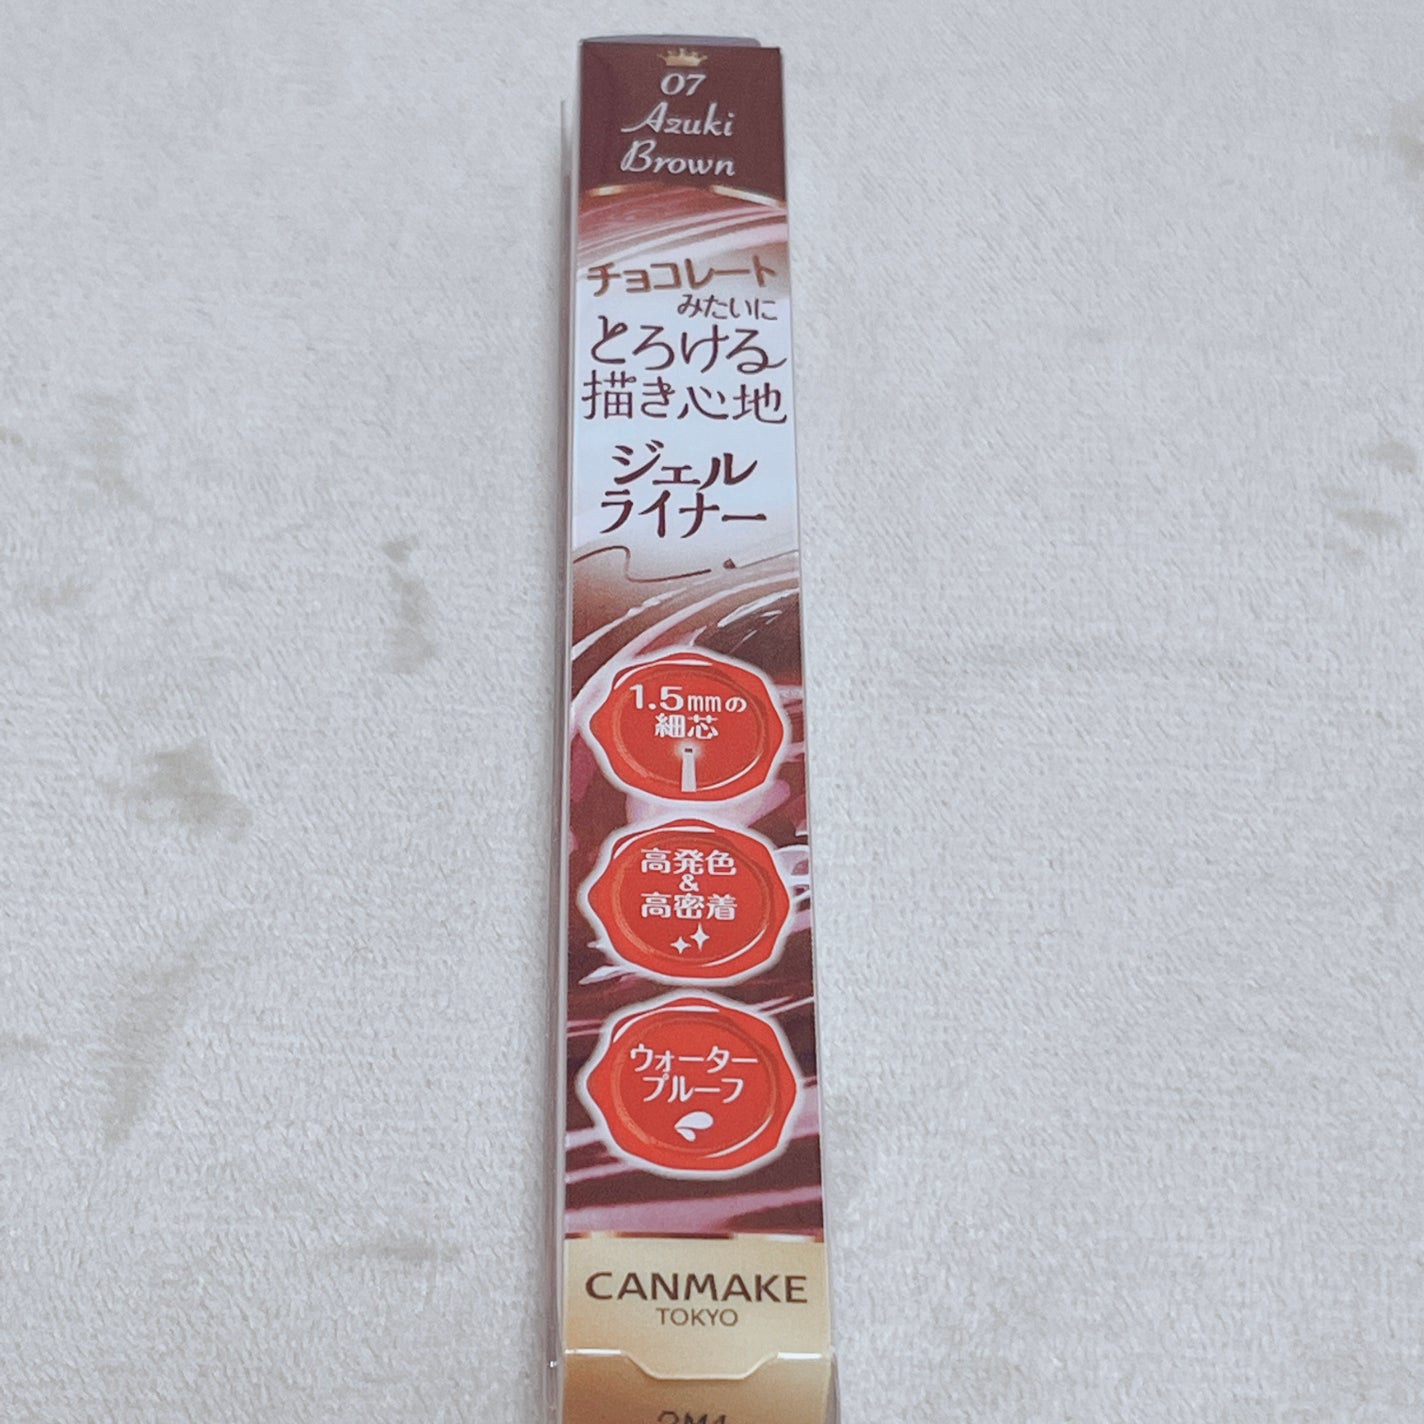 07
Azuki
Brown
チョコレート
みたいに
とろける
描き心地
ジェル
ライナー
1.5mmの
細芯
高発色
&
高密着
ウォーター
プルーフ
CANMAKE
TOKYO